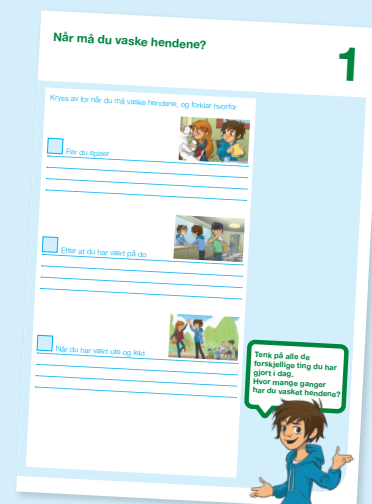 Når må du vaske hendene?
1
Kryss av for når du må vaske hendene, og forklar hvorfor
Før du spiser
Etter at du har vært på do
Når du har vært ute og lekt
Tenk på alle de
forskjellige ting du har
gjort i dag.
Hvor mange ganger
har du vasket hendene?